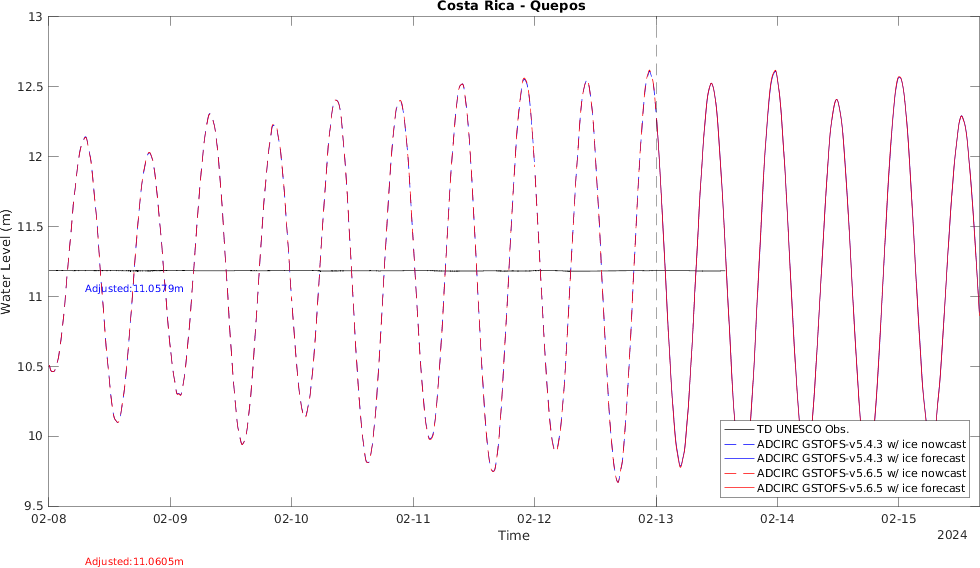 Costa Rica - Quepos
13
12.5
12
11.5
11
10.5
10
9.5
Water Level (m)
Adjusted:11.0579m
TD UNESCO Obs.
ADCIRC GSTOFS-v5.4.3 w/ ice nowcast
ADCIRC GSTOFS-v5.4.3 w/ ice forecast
ADCIRC GSTOFS-v5.6.5 w/ ice nowcast
ADCIRC GSTOFS-v5.6.5 w/ ice forecast
02-08 02-09 02-10 02-11 02-12 02-13 02-14 02-15
Time
2024
Adjusted:11.0605m